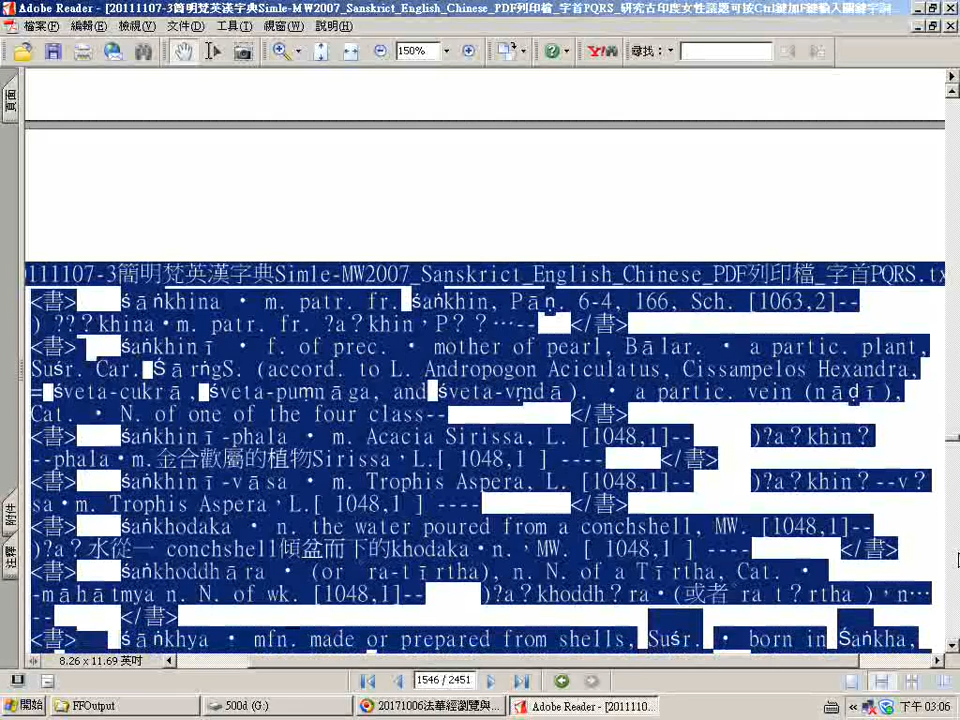 Adobe Reader - [20111107-3簡明梵英漢字典Simle-MW2007_Sanskrict_English_Chinese_PDF列印檔_字首PQRS_研究古印度女性議題可按Ctrl鍵加F鍵輸入關鍵字詞
檔案(F) 編輯(E) 檢視(V) 文件(D) 工具(T) 視窗(W) 說明(H)
150% Y! 尋找:
頁面
0111107-3簡明梵英漢字典Simle-MW2007_Sanskrict_English_Chinese_PDF列印檔_字首PQRS.tx
<書> śāṅkhina • m. patr. fr. śaṅkhin, Pāṇ. 6-4, 166, Sch. [1063,2]--
) ??？khina•m. patr. fr. ?a？khin，P？？…-- </書>
<書> śaṅkhinī • f. of prec. • mother of pearl, Bālar. • a partic. plant,
Suśr. Car. ŚārṅgS. (accord. to L. Andropogon Aciculatus, Cissampelos Hexandra,
= śveta-cukrā, śveta-puṃnāga, and śveta-vṛndā). • a partic. vein (nāḍī),
Cat. • N. of one of the four class-- </書>
<書> śaṅkhinī-phala • m. Acacia Sirissa, L. [1048,1]-- )?a？khin？
--phala•m.金合歡屬的植物Sirissa，L.[ 1048,1 ] ---- </書>
<書> śaṅkhinī-vāsa • m. Trophis Aspera, L. [1048,1]-- )?a？khin？--v？
sa•m. Trophis Aspera，L.[ 1048,1 ] ---- </書>
<書> śaṅkhodaka • n. the water poured from a conchshell, MW. [1048,1]--
)?a？水從一 conchshell傾盆而下的khodaka•n.，MW. [ 1048,1 ] ---- </書>
<書> śaṅkhoddhāra • (or ra-tīrtha), n. N. of a Tīrtha, Cat. •
-māhātmya n. N. of wk. [1048,1]-- )?a？khoddh？ra•(或者 ra t？rtha )，n…
-- </書>
<書> śāṅkhya • mfn. made or prepared from shells, Suśr. • born in Śaṅkha,
附件
注釋
8.26 x 11.69 英吋
1546 / 2451
開始 FFOutput 500d (G:) 20171006法華經瀏覽與... Adobe Reader - [2011110... « 下午 03:06